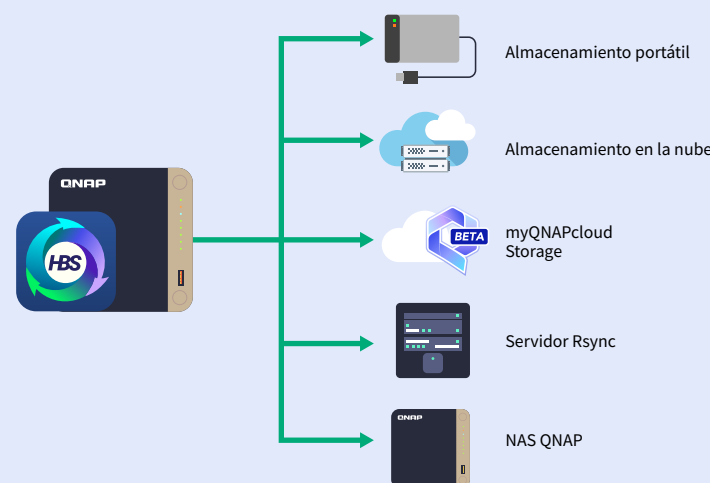 Almacenamiento portátil
Almacenamiento en la nube
QNAP
HBS
BETA
myQNAPcloud
Storage
Servidor Rsync
QNAP
NAS QNAP